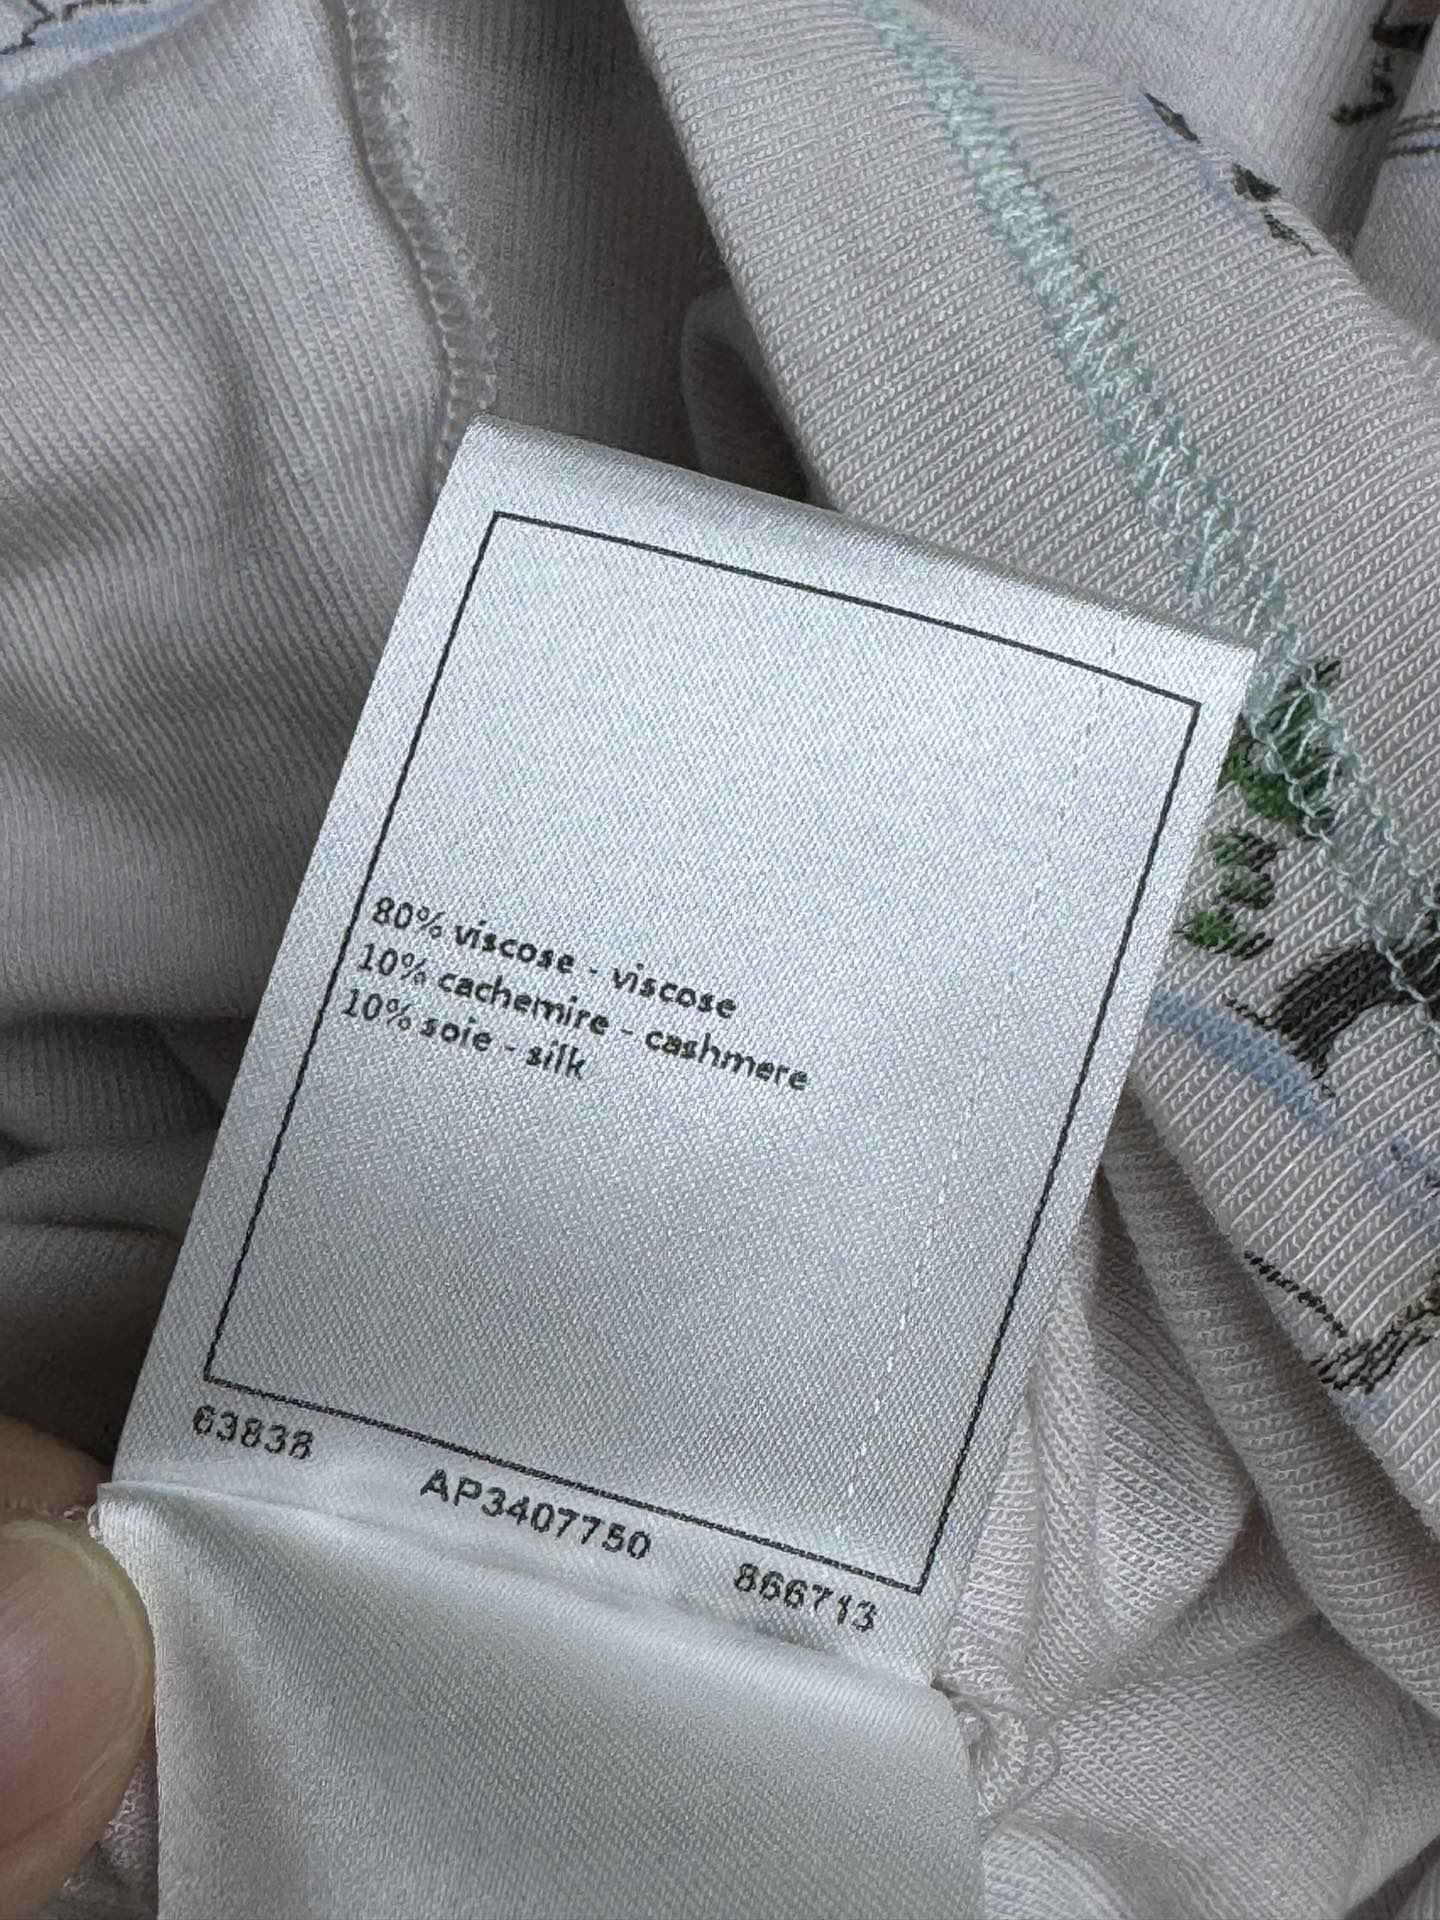 80% viscose - viscose
10% cachemire - cashmere
10% soie - silk
63838 AP3407750 866713